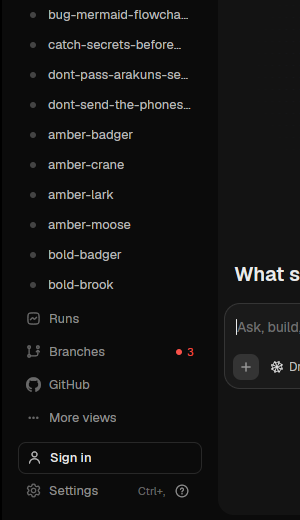 bug-mermaid-flowcha...
catch-secrets-before...
dont-pass-arakuns-se...
dont-send-the-phones...
amber-badger
amber-crane
amber-lark
amber-moose
bold-badger
bold-brook
Runs
Branches 3
GitHub
More views
Sign in
Settings Ctrl+,
What s
Ask, build,
Dr